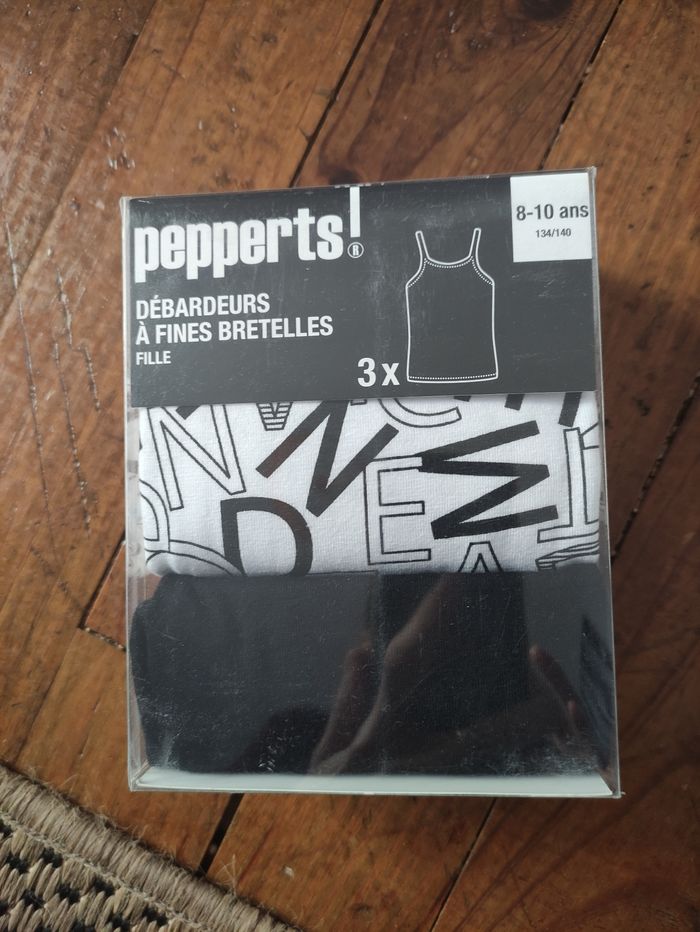 pepperts!®
8-10 ans
134/140
DÉBARDEURS
À FINES BRETELLES
FILLE
3 x
N
V
N
C
D
E
M